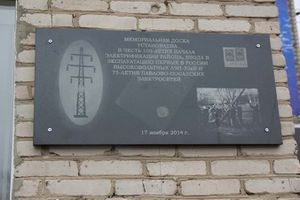 МЕМОРИАЛЬНАЯ ДОСКА
УСТАНОВЛЕНА
В ЧЕСТЬ 100-ЛЕТИЯ НАЧАЛА
ЭЛЕКТРИФИКАЦИИ РАЙОНА, ВВОДА В
ЭКСПЛУАТАЦИЮ ПЕРВЫХ В РОССИИ
ВЫСОКОВОЛЬТНЫХ
75-ЛЕТИЯ ПАВЛОВО-ПОСАДСКИХ
ЭЛЕКТРОСЕТЕЙ
17 ноября 2014 г.